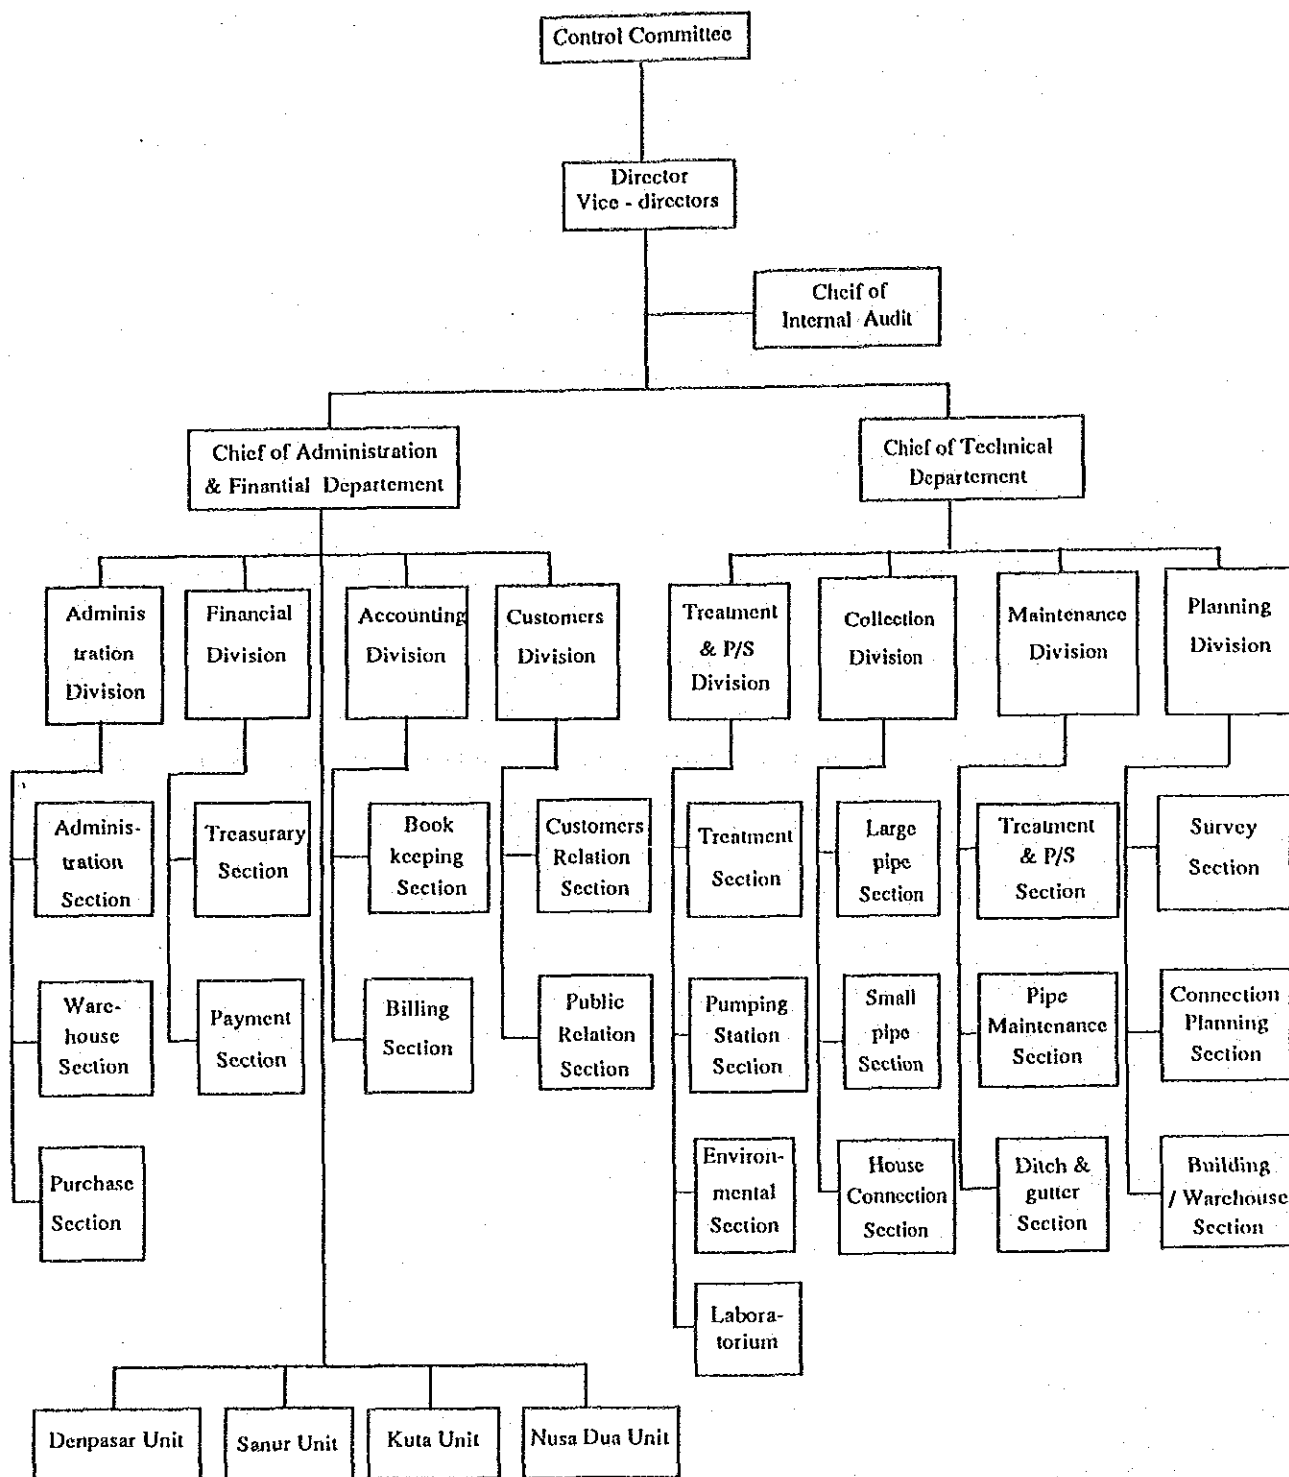 Control Committee
Director
Vice - directors
Cheif of
Internal Audit
Chief of Administration
& Finantial Departement
Chief of Technical
Departement
Adminis
tration
Division
Financial
Division
Accounting
Division
Customers
Division
Treatment
& P/S
Division
Collection
Division
Maintenance
Division
Planning
Division
Adminis-
tration
Section
Treasurary
Section
Book
keeping
Section
Customers
Relation
Section
Treatment
Section
Large
pipe
Section
Treatment
& P/S
Section
Survey
Section
Ware-
house
Section
Payment
Section
Billing
Section
Public
Relation
Section
Pumping
Station
Section
Small
pipe
Section
Pipe
Maintenance
Section
Connection
Planning
Section
Purchase
Section
Environ-
mental
Section
House
Connection
Section
Ditch &
gutter
Section
Building
/ Warehouse
Section
Labora-
torium
Denpasar Unit
Sanur Unit
Kuta Unit
Nusa Dua Unit